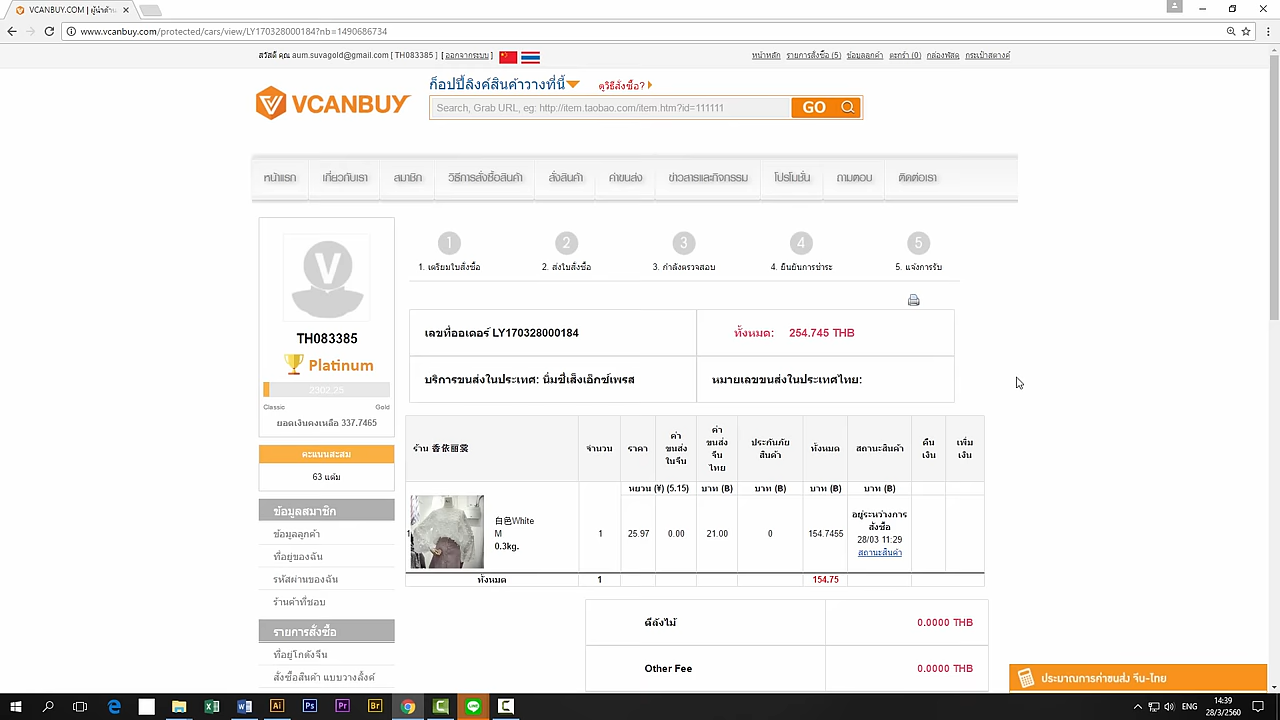 VCANBUY.COM | ผู้นำด้าน
www.vcanbuy.com/protected/cars/view/LY170328000184?nb=1490686734
สวัสดี คุณ aum.suvagold@gmail.com [ TH083385 ] [ ออกจากระบบ ]
หน้าหลัก รายการสั่งซื้อ (5) ข้อมูลลูกค้า ตะกร้า (0) กล่องพัสดุ กระเป๋าสตางค์
ก็อปปี้ลิงค์สินค้าวางที่นี้ ดูวิธีสั่งซื้อ?
VCANBUY
Search, Grab URL, eg: http://item.taobao.com/item.htm?id=111111
GO
หน้าแรก เกี่ยวกับเรา สมาชิก วิธีการสั่งซื้อสินค้า สั่งสินค้า ค่าขนส่ง ข่าวสารและกิจกรรม โปรโมชั่น ถามตอบ ติดต่อเรา
1 2 3 4 5
1. เตรียมใบสั่งซื้อ 2. ส่งใบสั่งซื้อ 3. กำลังตรวจสอบ 4. ยืนยันการชำระ 5. แจ้งการรับ
TH083385
Platinum
2302.25
Classic Gold
ยอดเงินคงเหลือ 337.7465
คะแนนสะสม
63 แต้ม
ข้อมูลสมาชิก
ข้อมูลลูกค้า
ที่อยู่ของฉัน
รหัสผ่านของฉัน
ร้านค้าที่ชอบ
รายการสั่งซื้อ
ที่อยู่โกดังจีน
สั่งซื้อสินค้า แบบวางลิ้งค์
เลขที่ออเดอร์ LY170328000184
ทั้งหมด: 254.745 THB
บริการขนส่งในประเทศ: นิ่มซี่เส็งเอ็กซ์เพรส
หมายเลขขนส่งในประเทศไทย:
ร้าน 香依丽裳 จำนวน ราคา ค่าขนส่งในจีน ค่าขนส่งจีนไทย ประกันภัยสินค้า ทั้งหมด สถานะสินค้า คืนเงิน เพิ่มเงิน
หยวน (¥) (5.15) บาท (B) บาท (B) บาท (B) บาท (B)
1 白色White
M
0.3kg.
1 25.97 0.00 21.00 0 154.7455
อยู่ระหว่างการ
สั่งซื้อ
28/03 11:29
สถานะสินค้า
ทั้งหมด 1 154.75
ตีลังไม้ 0.0000 THB
Other Fee 0.0000 THB
ประมาณการค่าขนส่ง จีน-ไทย
ENG
14:39
28/3/2560